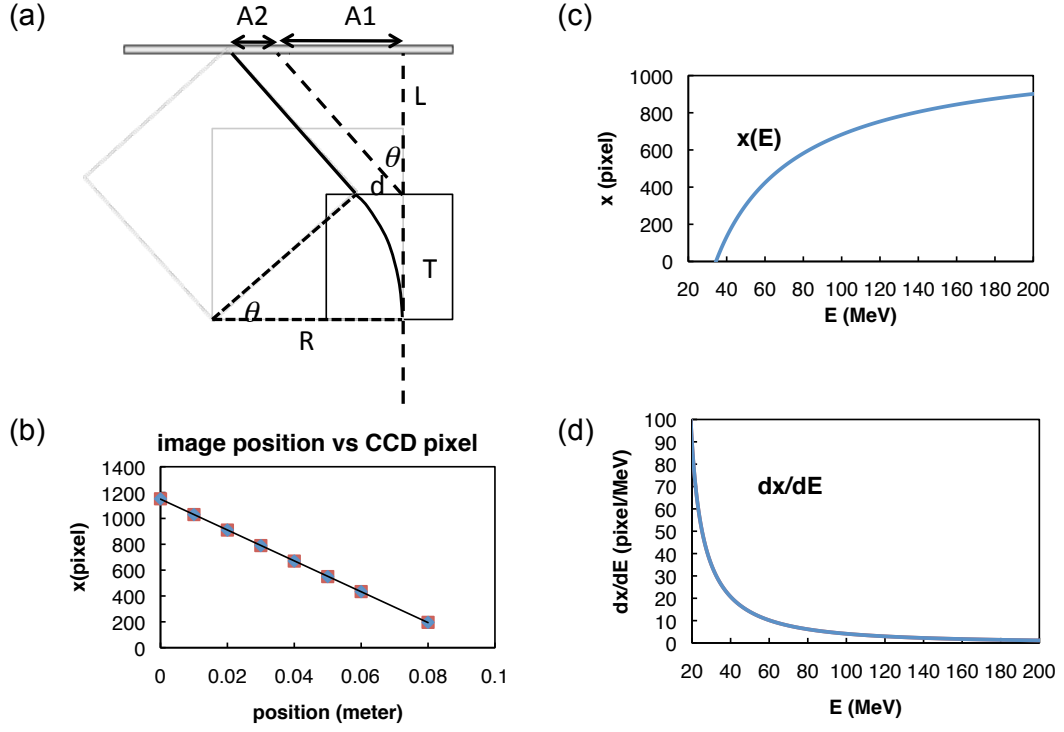 (a)
A2 A1
L
θ
d
T
θ
R
(b)
image position vs CCD pixel
x(pixel)
1400
1200
1000
800
600
400
200
0
0 0.02 0.04 0.06 0.08 0.1
position (meter)
(c)
x (pixel)
1000
800
600
400
200
0
x(E)
20 40 60 80 100 120 140 160 180 200
E (MeV)
(d)
dx/dE (pixel/MeV)
100
90
80
70
60
50
40
30
20
10
0
dx/dE
20 40 60 80 100 120 140 160 180 200
E (MeV)